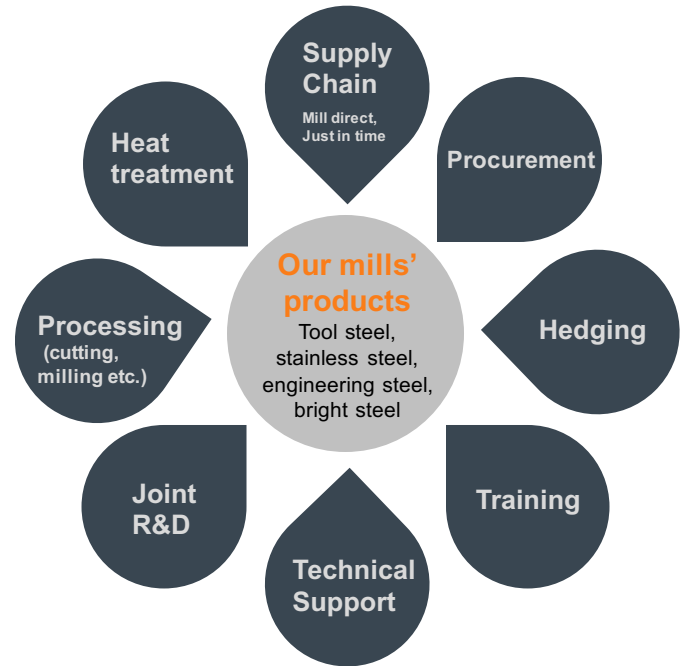 Supply
Chain
Mill direct,
Just in time
Procurement
Hedging
Training
Technical
Support
Joint
R&D
Processing
(cutting,
milling etc.)
Heat
treatment
Our mills’
products
Tool steel,
stainless steel,
engineering steel,
bright steel